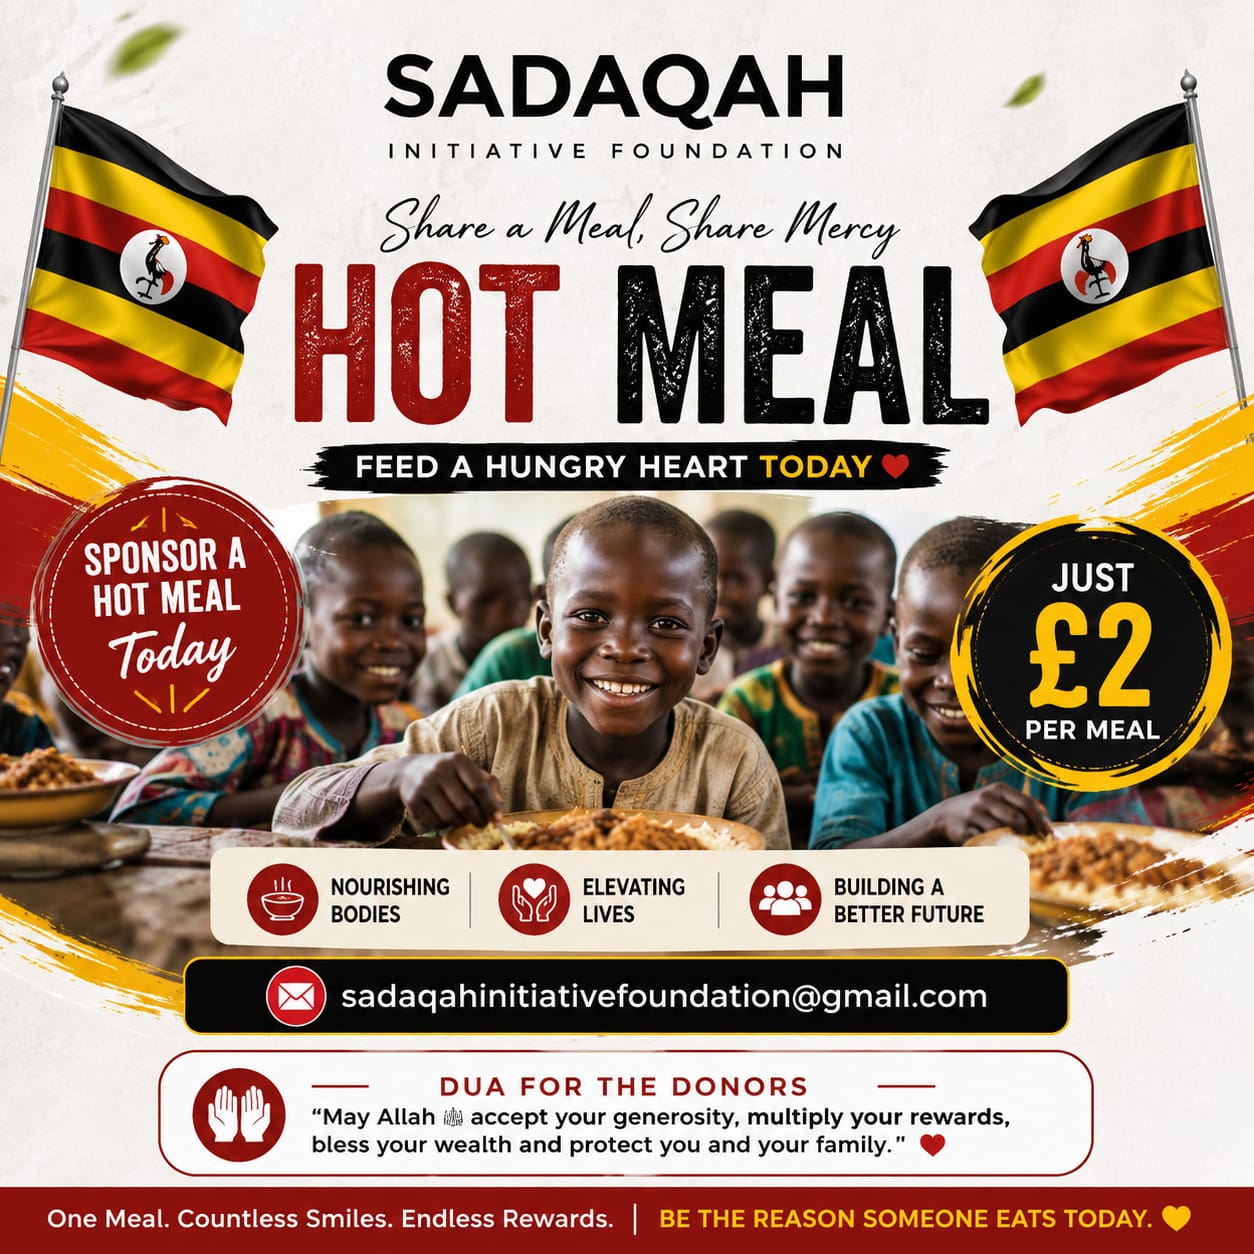 SADAQAH
INITIATIVE FOUNDATION
Share a Meal, Share Mercy
HOT MEAL
FEED A HUNGRY HEART TODAY
SPONSOR A
HOT MEAL
Today
JUST
£2
PER MEAL
NOURISHING
BODIES
ELEVATING
LIVES
BUILDING A
BETTER FUTURE
sadaqahinitiativefoundation@gmail.com
DUA FOR THE DONORS
“May Allah ﷻ accept your generosity, multiply your rewards,
bless your wealth and protect you and your family.”
One Meal. Countless Smiles. Endless Rewards. | BE THE REASON SOMEONE EATS TODAY.